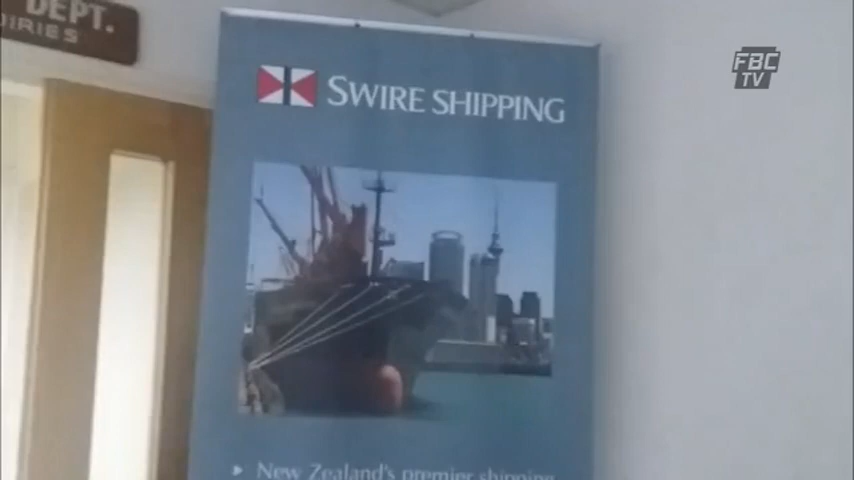 DEPT.
IRIES
FBC
TV
SWIRE SHIPPING
New Zealand's premier shipping